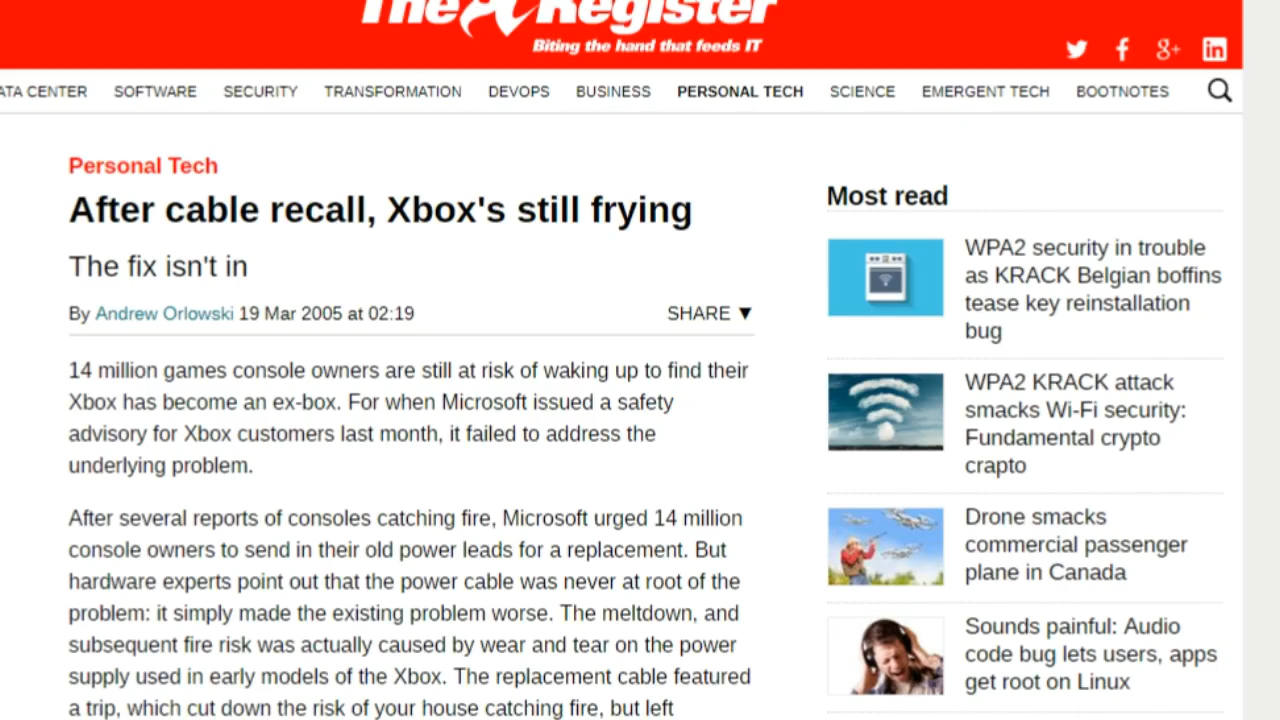 The Register
Biting the hand that feeds IT
ATA CENTER SOFTWARE SECURITY TRANSFORMATION DEVOPS BUSINESS PERSONAL TECH SCIENCE EMERGENT TECH BOOTNOTES
Personal Tech
After cable recall, Xbox's still frying
The fix isn't in
By Andrew Orlowski 19 Mar 2005 at 02:19 SHARE ▼
14 million games console owners are still at risk of waking up to find their
Xbox has become an ex-box. For when Microsoft issued a safety
advisory for Xbox customers last month, it failed to address the
underlying problem.
After several reports of consoles catching fire, Microsoft urged 14 million
console owners to send in their old power leads for a replacement. But
hardware experts point out that the power cable was never at root of the
problem: it simply made the existing problem worse. The meltdown, and
subsequent fire risk was actually caused by wear and tear on the power
supply used in early models of the Xbox. The replacement cable featured
a trip, which cut down the risk of your house catching fire, but left
Most read
WPA2 security in trouble
as KRACK Belgian boffins
tease key reinstallation
bug
WPA2 KRACK attack
smacks Wi-Fi security:
Fundamental crypto
crapto
Drone smacks
commercial passenger
plane in Canada
Sounds painful: Audio
code bug lets users, apps
get root on Linux